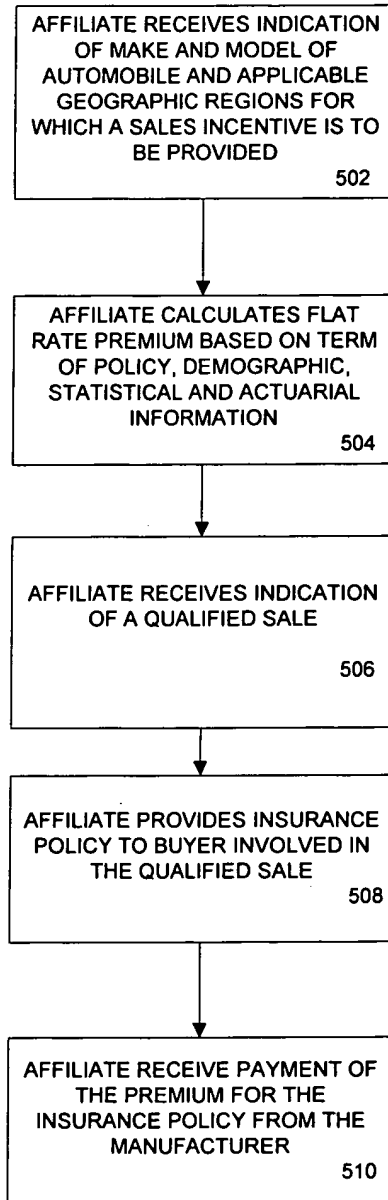 AFFILIATE RECEIVES INDICATION
OF MAKE AND MODEL OF
AUTOMOBILE AND APPLICABLE
GEOGRAPHIC REGIONS FOR
WHICH A SALES INCENTIVE IS TO
BE PROVIDED
502
AFFILIATE CALCULATES FLAT
RATE PREMIUM BASED ON TERM
OF POLICY, DEMOGRAPHIC,
STATISTICAL AND ACTUARIAL
INFORMATION
504
AFFILIATE RECEIVES INDICATION
OF A QUALIFIED SALE
506
AFFILIATE PROVIDES INSURANCE
POLICY TO BUYER INVOLVED IN
THE QUALIFIED SALE
508
AFFILIATE RECEIVE PAYMENT OF
THE PREMIUM FOR THE
INSURANCE POLICY FROM THE
MANUFACTURER
510